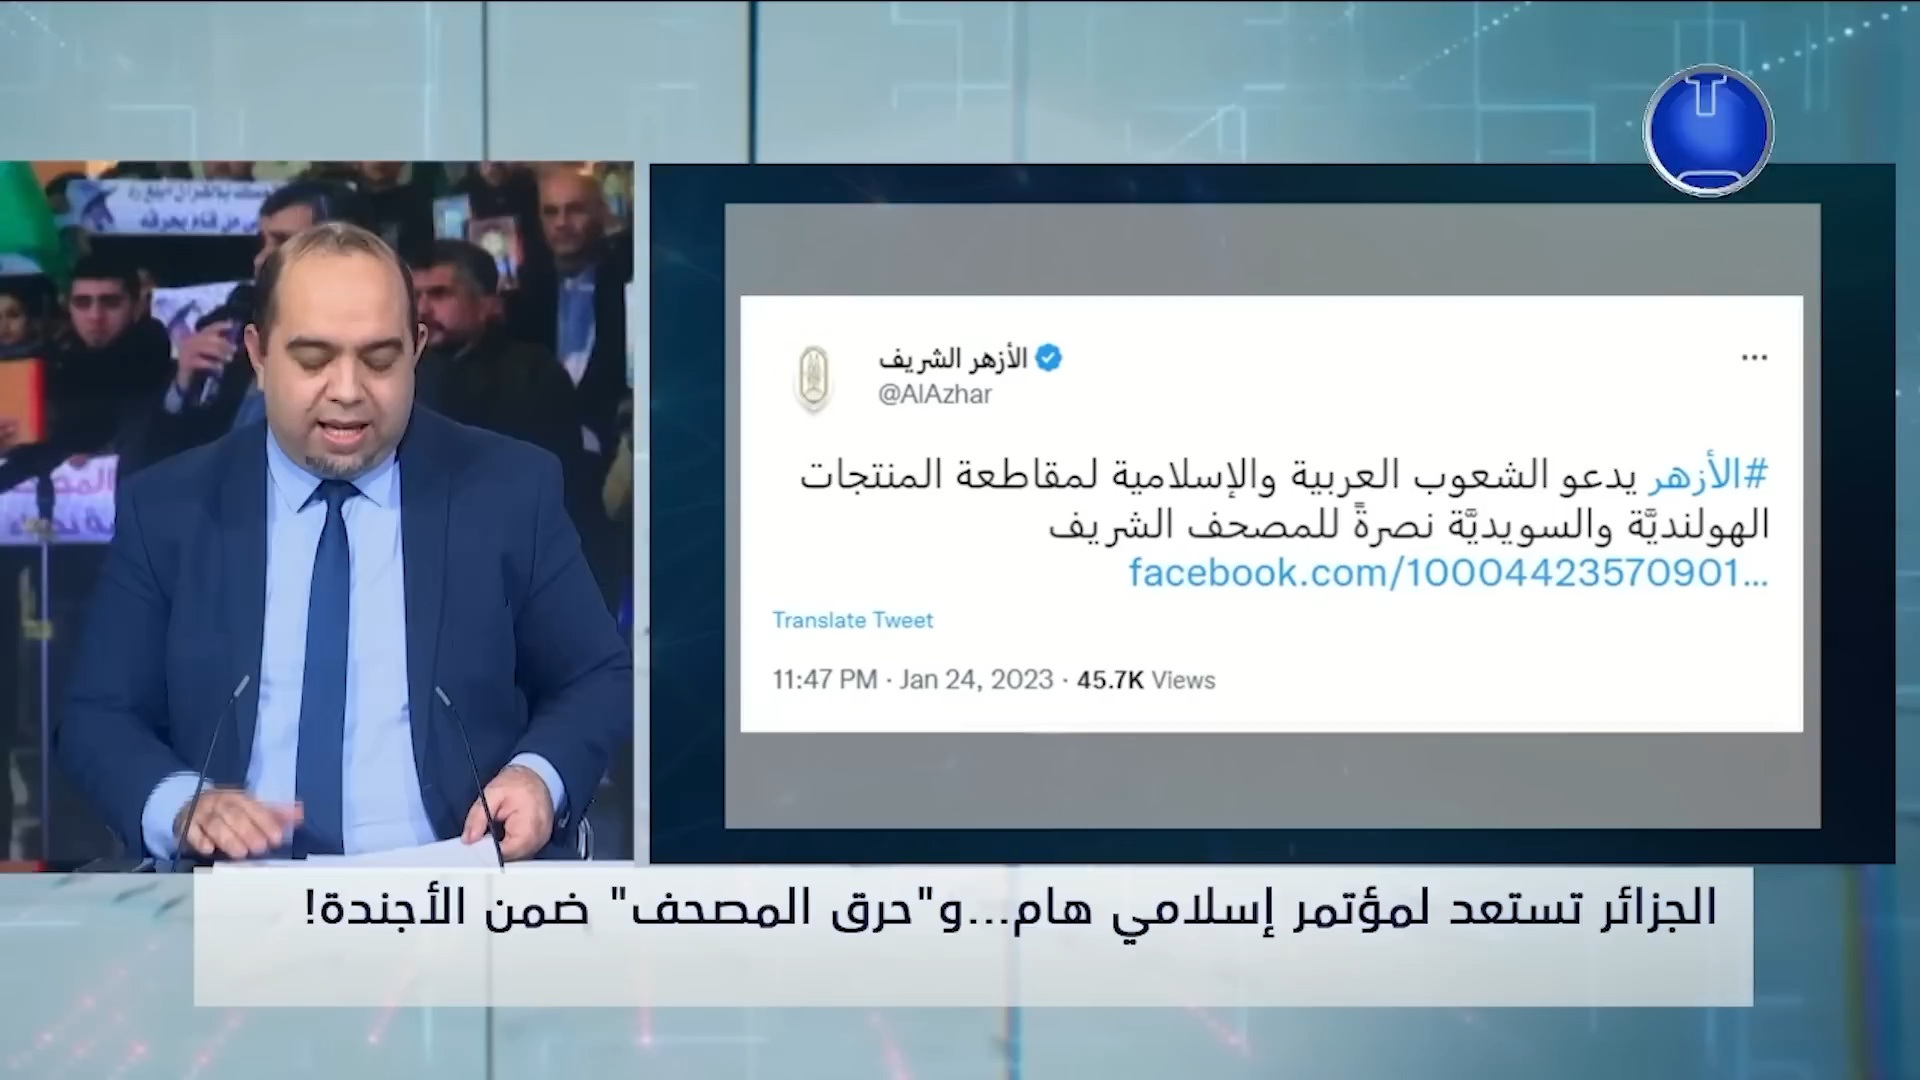 الأزهر الشريف
@AlAzhar
#الأزهر يدعو الشعوب العربية والإسلامية لمقاطعة المنتجات
الهولنديَّة والسويديَّة نصرةً للمصحف الشريف
facebook.com/10004423570901...
Translate Tweet
11:47 PM · Jan 24, 2023 · 45.7K Views
الجزائر تستعد لمؤتمر إسلامي هام...و"حرق المصحف" ضمن الأجندة!